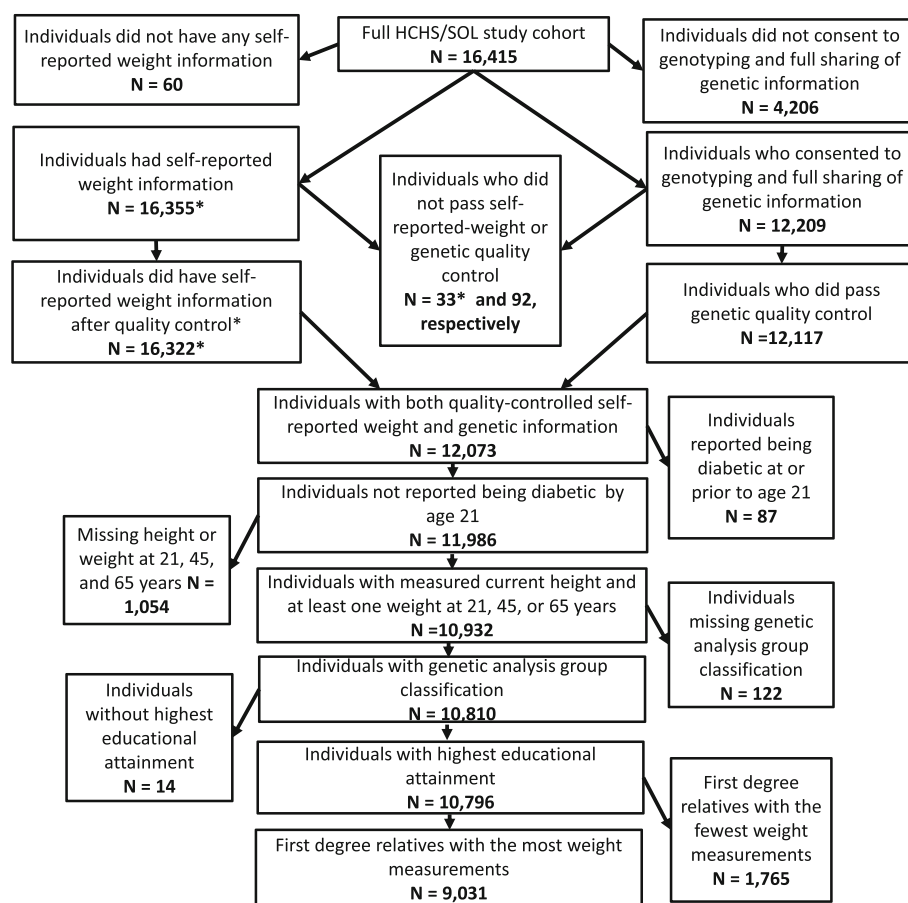 Individuals did not have any self-
reported weight information
N = 60
Full HCHS/SOL study cohort
N = 16,415
Individuals did not consent to
genotyping and full sharing of
genetic information
N = 4,206
Individuals had self-reported
weight information
N = 16,355*
Individuals who did
not pass self-
reported-weight or
genetic quality
control
N = 33* and 92,
respectively
Individuals who consented to
genotyping and full sharing of
genetic information
N = 12,209
Individuals did have self-
reported weight information
after quality control*
N = 16,322*
Individuals who did pass
genetic quality control
N =12,117
Individuals with both quality-controlled self-
reported weight and genetic information
N = 12,073
Individuals
reported being
diabetic at or
prior to age 21
N = 87
Individuals not reported being diabetic by
age 21
N = 11,986
Missing height or
weight at 21, 45,
and 65 years N =
1,054
Individuals with measured current height and
at least one weight at 21, 45, or 65 years
N =10,932
Individuals
missing genetic
analysis group
classification
N = 122
Individuals with genetic analysis group
classification
N = 10,810
Individuals
without highest
educational
attainment
N = 14
Individuals with highest educational
attainment
N = 10,796
First degree
relatives with the
fewest weight
measurements
N = 1,765
First degree relatives with the most weight
measurements
N = 9,031